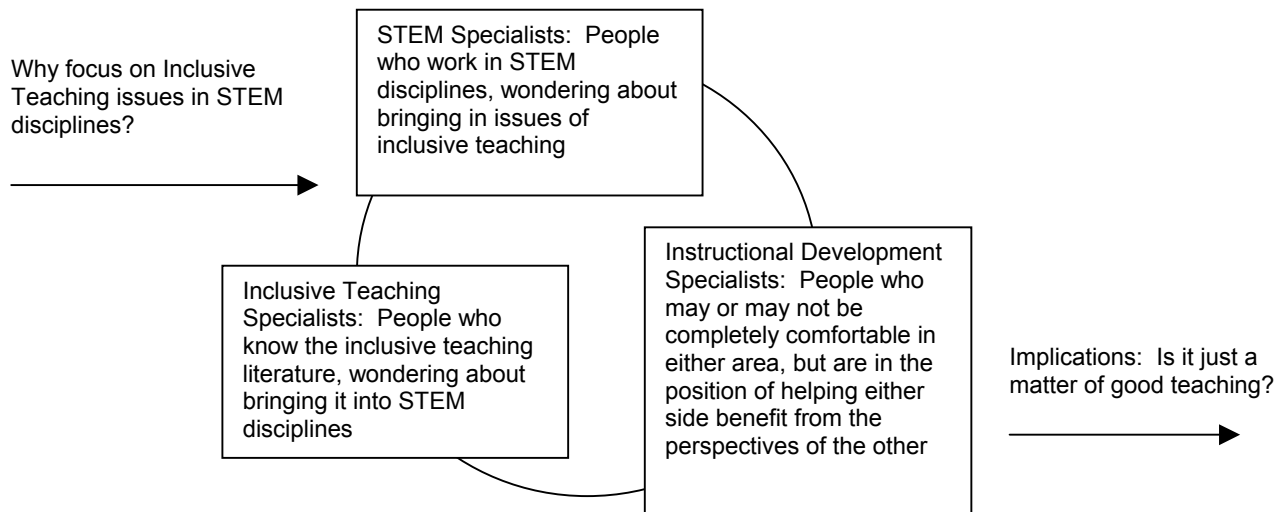 Why focus on Inclusive
Teaching issues in STEM
disciplines?
STEM Specialists:  People
who work in STEM
disciplines, wondering about
bringing in issues of
inclusive teaching
Inclusive Teaching
Specialists:  People who
know the inclusive teaching
literature, wondering about
bringing it into STEM
disciplines
Instructional Development
Specialists:  People who
may or may not be
completely comfortable in
either area, but are in the
position of helping either
side benefit from the
perspectives of the other
Implications:  Is it just a
matter of good teaching?